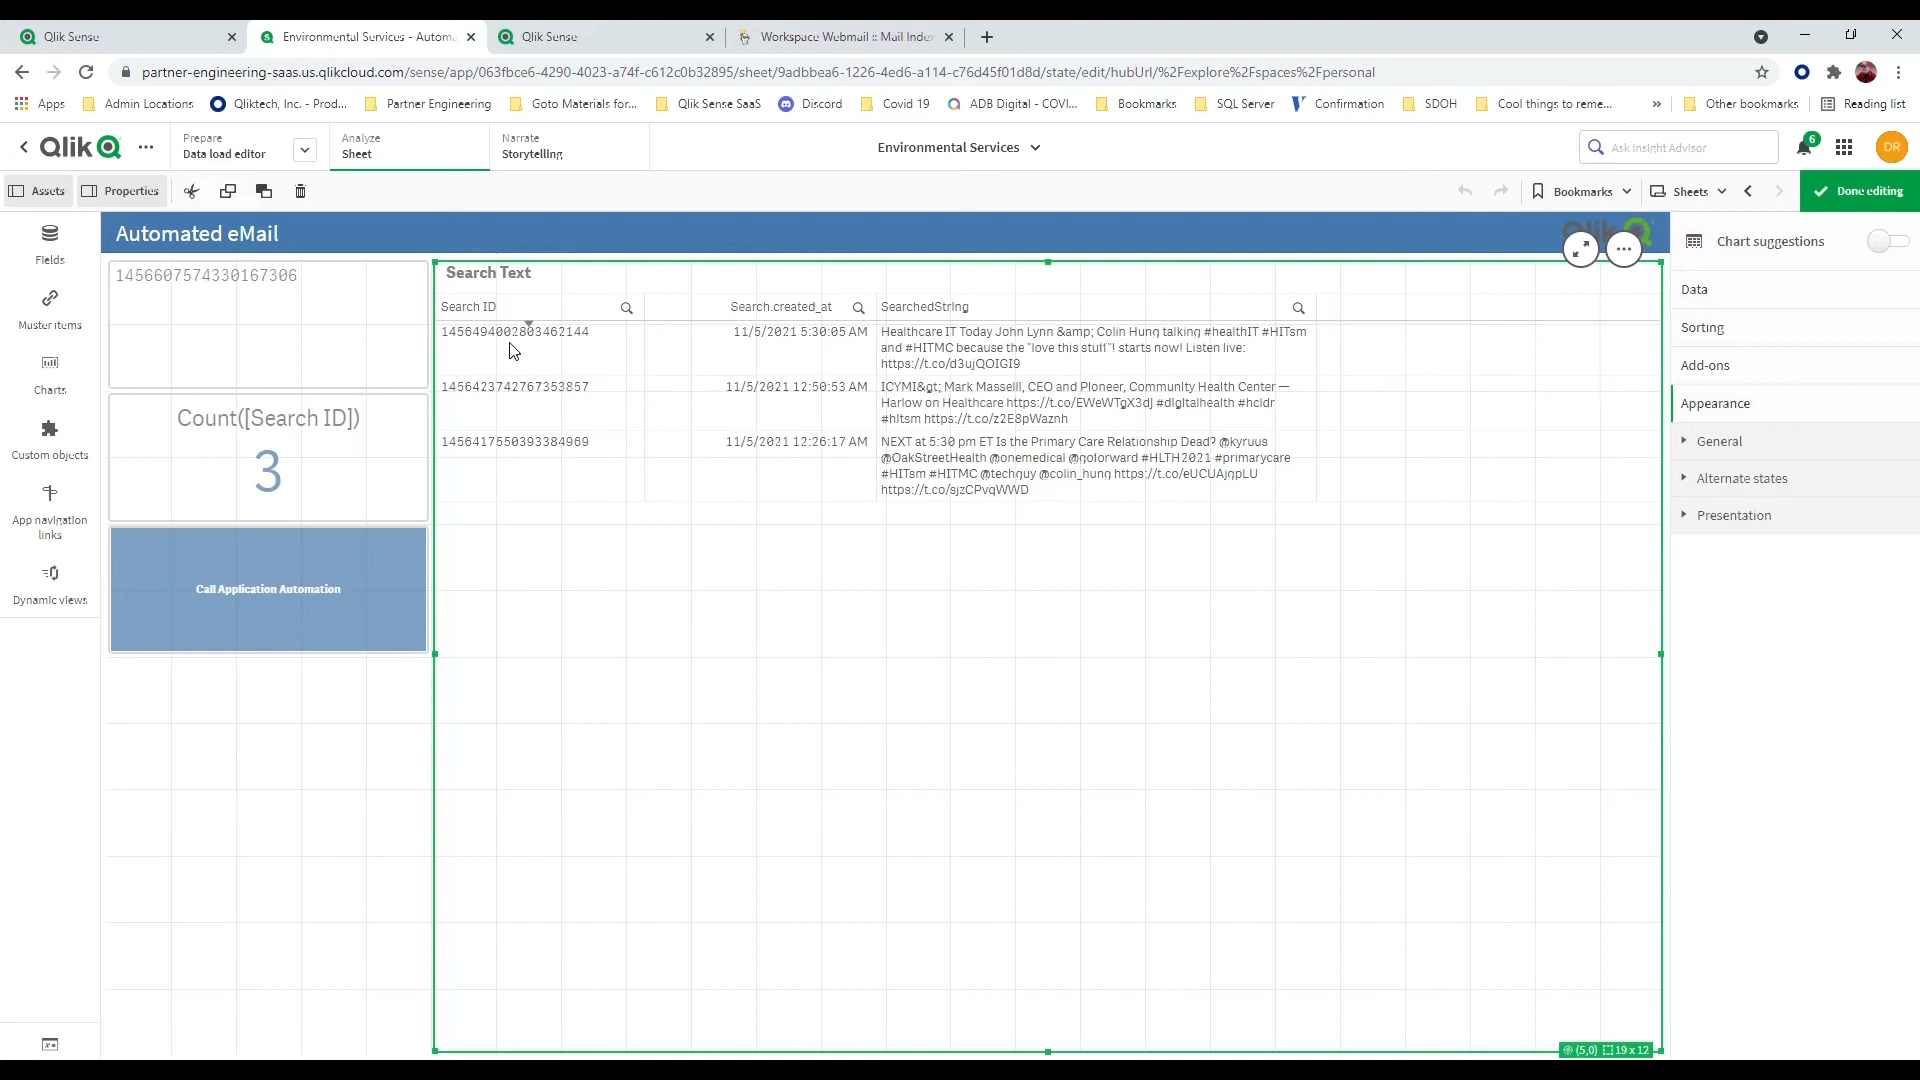 Qlik Sense
Environmental Services - Automa
Qlik Sense
Workspace Webmail :: Mail Index
partner-engineering-saas.us.qlikcloud.com/sense/app/063fbce6-4290-4023-a74f-c612c0b32895/sheet/9adbbea6-1226-4ed6-a114-c76d45f01d8d/state/edit/hubUrl/%2Fexplore%2Fspaces%2Fpersonal
Apps Admin Locations Qliktech, Inc. - Prod... Partner Engineering Goto Materials for... Qlik Sense SaaS Discord Covid 19 ADB Digital - COVI... Bookmarks SQL Server Confirmation SDOH Cool things to reme... » Other bookmarks Reading list
Qlik
Prepare
Data load editor
Analyze
Sheet
Narrate
Storytelling
Environmental Services
Ask Insight Advisor
6
DR
Assets Properties Bookmarks Sheets Done editing
Fields
Master items
Charts
Custom objects
App navigation
links
Dynamic views
Automated eMail
1456607574330167306
Count([Search ID])
3
Call Application Automation
Search Text
Search ID Search.created_at SearchedString
1456494002803462144 11/5/2021 5:30:05 AM Healthcare IT Today John Lynn &amp; Colin Hung talking #healthIT #HITsm
and #HITMC because the "love this stuff"! starts now! Listen live:
https://t.co/d3ujQOIGI9
1456423742767353857 11/5/2021 12:50:53 AM ICYMI&gt; Mark Masselli, CEO and Pioneer, Community Health Center —
Harlow on Healthcare https://t.co/EWeWTgX3dJ #digitalhealth #hcldr
#hitsm https://t.co/z2E8pWaznh
1456417550393384969 11/5/2021 12:26:17 AM NEXT at 5:30 pm ET Is the Primary Care Relationship Dead? @kyruus
@OakStreetHealth @onemedical @goforward #HLTH2021 #primarycare
#HITsm #HITMC @techguy @colin_hung https://t.co/eUCUAjgpLU
https://t.co/sjzCPvqWWD
Chart suggestions
Data
Sorting
Add-ons
Appearance
General
Alternate states
Presentation
(5,0) 19 x 12